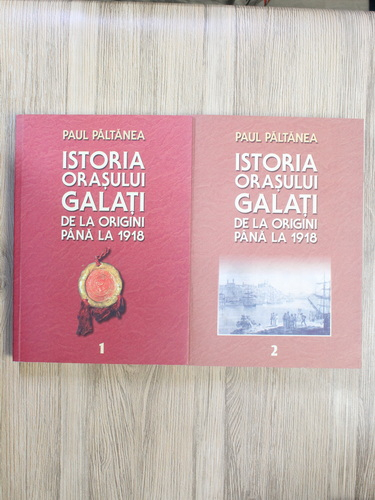 PAUL PĂLTĂNEA
ISTORIA
ORAȘULUI
GALAȚI
DE LA ORIGINI
PÂNĂ LA 1918
1
PAUL PĂLTĂNEA
ISTORIA
ORAȘULUI
GALAȚI
DE LA ORIGINI
PÂNĂ LA 1918
2